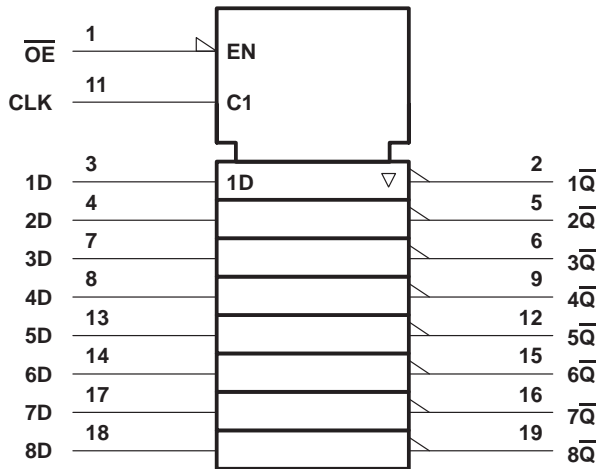 O̅E̅ 1 EN
CLK 11 C1
1D 3 1D ▽ 2 1Q̅
2D 4 5 2Q̅
3D 7 6 3Q̅
4D 8 9 4Q̅
5D 13 12 5Q̅
6D 14 15 6Q̅
7D 17 16 7Q̅
8D 18 19 8Q̅